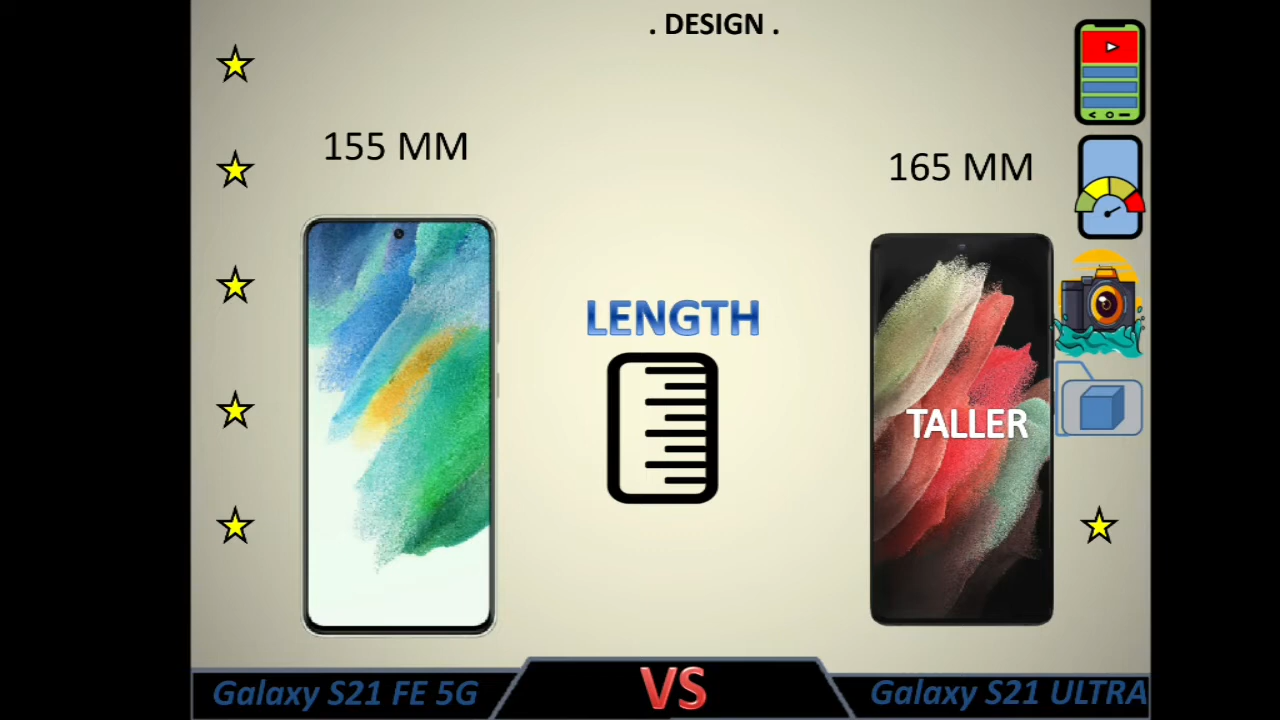 . DESIGN .
155 MM
165 MM
LENGTH
TALLER
Galaxy S21 FE 5G
VS
Galaxy S21 ULTRA